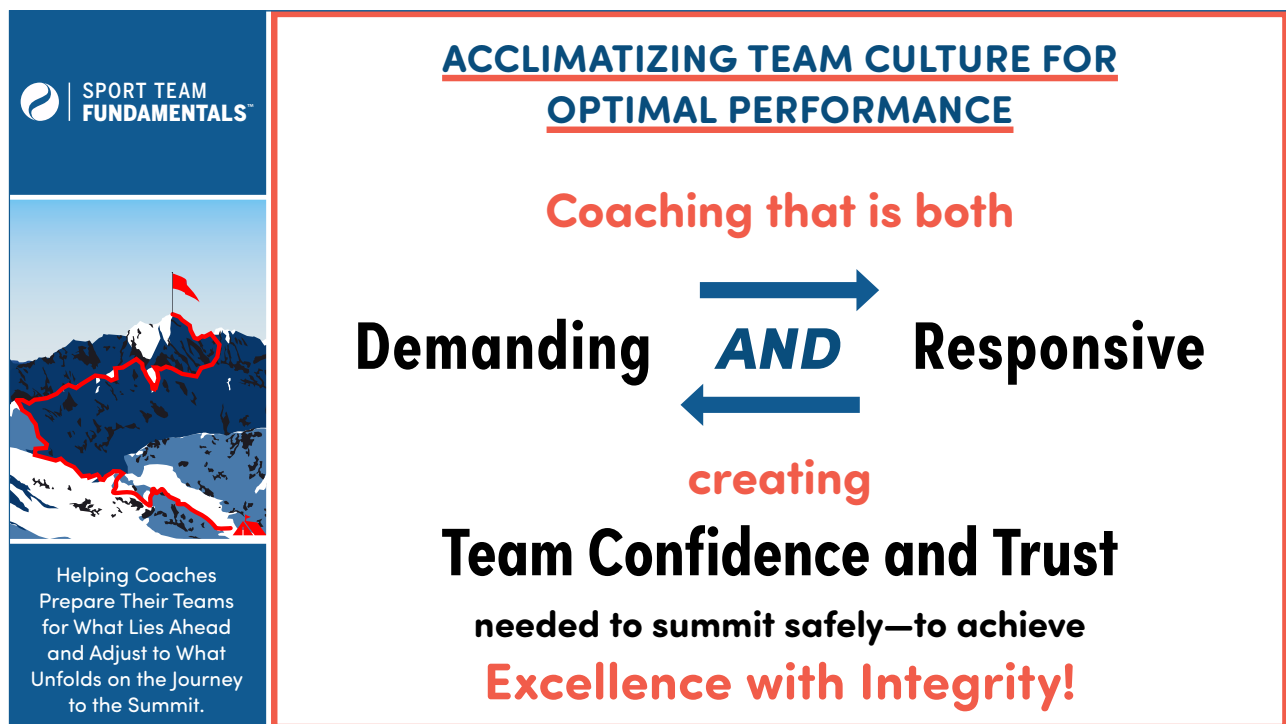 SPORT TEAM
FUNDAMENTALS™
Helping Coaches
Prepare Their Teams
for What Lies Ahead
and Adjust to What
Unfolds on the Journey
to the Summit.
ACCLIMATIZING TEAM CULTURE FOR
OPTIMAL PERFORMANCE
Coaching that is both
Demanding AND Responsive
creating
Team Confidence and Trust
needed to summit safely—to achieve
Excellence with Integrity!